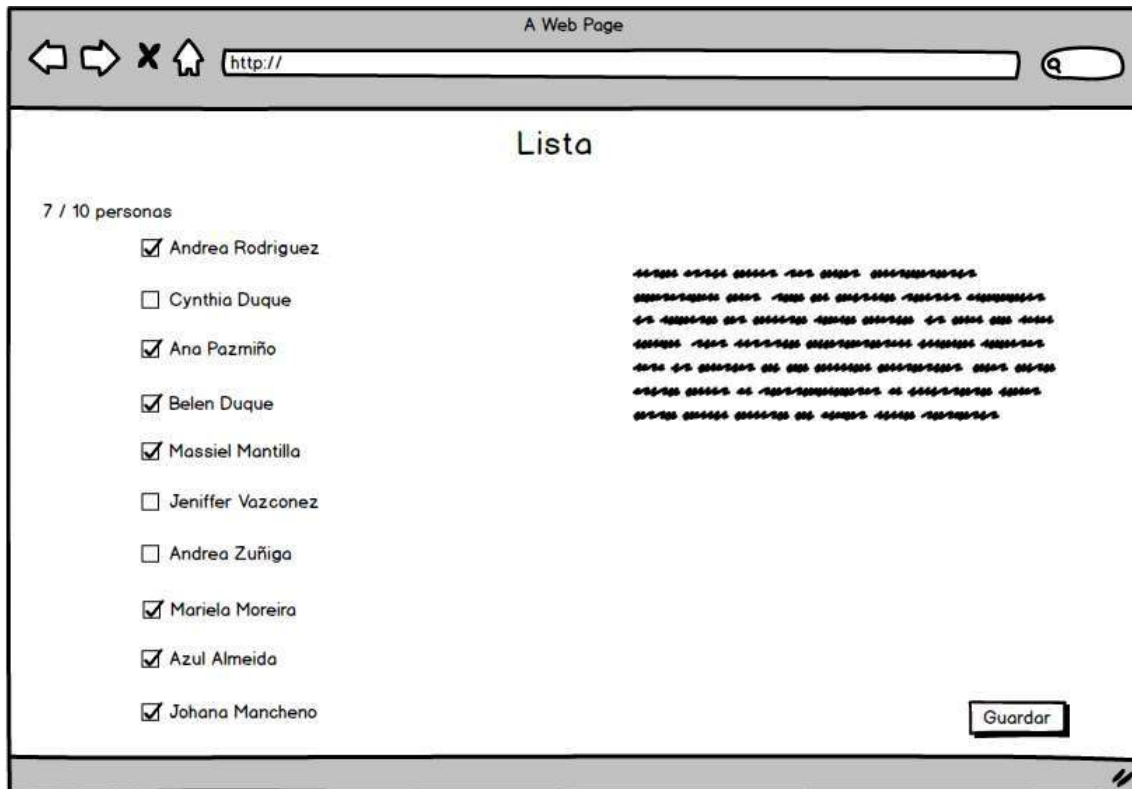 A Web Page
http://
Lista
7 / 10 personas
Andrea Rodriguez
Cynthia Duque
Ana Pazmiño
Belen Duque
Massiel Mantilla
Jeniffer Vazconez
Andrea Zuñiga
Mariela Moreira
Azul Almeida
Johana Mancheno
Guardar